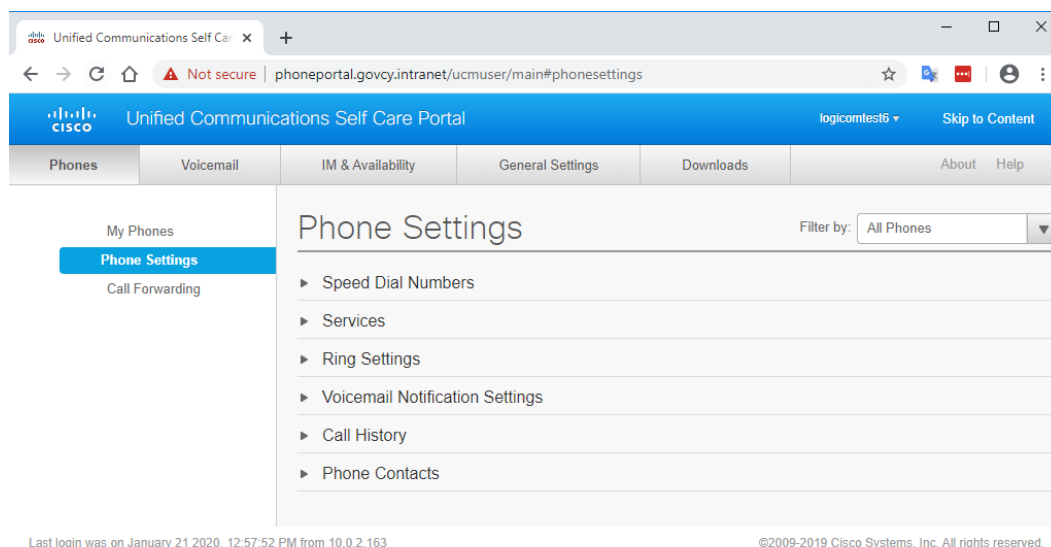 Unified Communications Self Car
Not secure | phoneportal.govcy.intranet/ucmuser/main#phonesettings
cisco Unified Communications Self Care Portal logicomtest6 Skip to Content
Phones Voicemail IM & Availability General Settings Downloads About Help
My Phones
Phone Settings
Call Forwarding
Phone Settings
Filter by: All Phones
Speed Dial Numbers
Services
Ring Settings
Voicemail Notification Settings
Call History
Phone Contacts
Last login was on January 21 2020, 12:57:52 PM from 10.0.2.163
©2009-2019 Cisco Systems, Inc. All rights reserved.